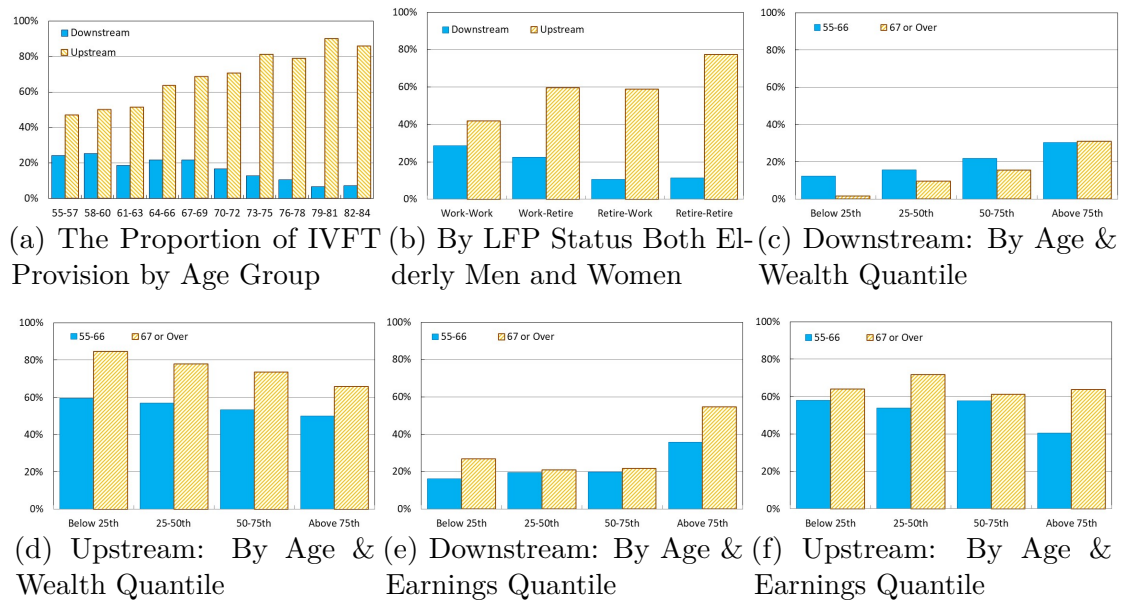 100%
80%
60%
40%
20%
0%
Downstream
Upstream
55-57 58-60 61-63 64-66 67-69 70-72 73-75 76-78 79-81 82-84
(a) The Proportion of IVFT
Provision by Age Group
100%
80%
60%
40%
20%
0%
Downstream Upstream
Work-Work Work-Retire Retire-Work Retire-Retire
(b) By LFP Status Both El-
derly Men and Women
100%
80%
60%
40%
20%
0%
55-66 67 or Over
Below 25th 25-50th 50-75th Above 75th
(c) Downstream: By Age &
Wealth Quantile
100%
80%
60%
40%
20%
0%
55-66 67 or Over
Below 25th 25-50th 50-75th Above 75th
(d) Upstream: By Age &
Wealth Quantile
100%
80%
60%
40%
20%
0%
55-66 67 or Over
Below 25th 25-50th 50-75th Above 75th
(e) Downstream: By Age &
Earnings Quantile
100%
80%
60%
40%
20%
0%
55-66 67 or Over
Below 25th 25-50th 50-75th Above 75th
(f) Upstream: By Age &
Earnings Quantile